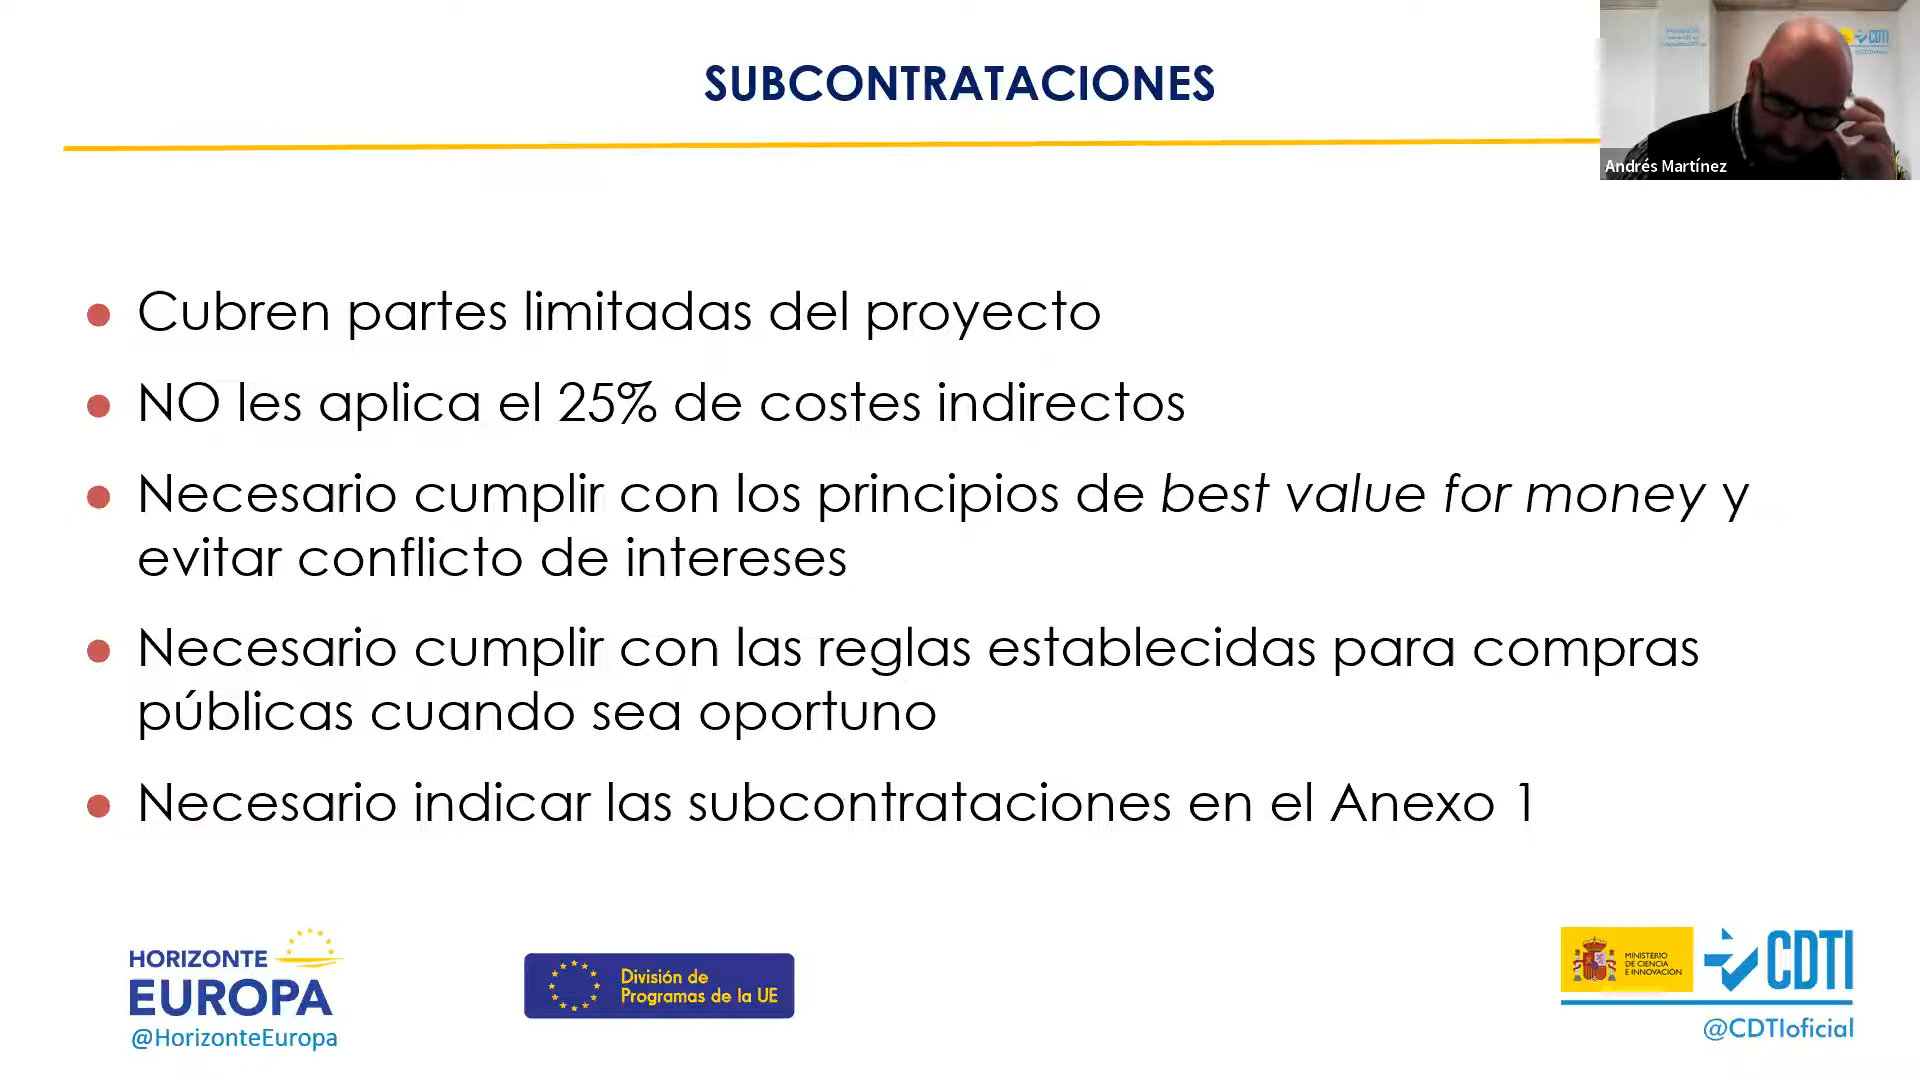 SUBCONTRATACIONES
CDTI
Andrés Martínez
Cubren partes limitadas del proyecto
NO les aplica el 25% de costes indirectos
Necesario cumplir con los principios de best value for money y
evitar conflicto de intereses
Necesario cumplir con las reglas establecidas para compras
públicas cuando sea oportuno
Necesario indicar las subcontrataciones en el Anexo 1
HORIZONTE
EUROPA
@HorizonteEuropa
División de
Programas de la UE
MINISTERIO
DE CIENCIA
E INNOVACIÓN
CDTI
@CDTIoficial